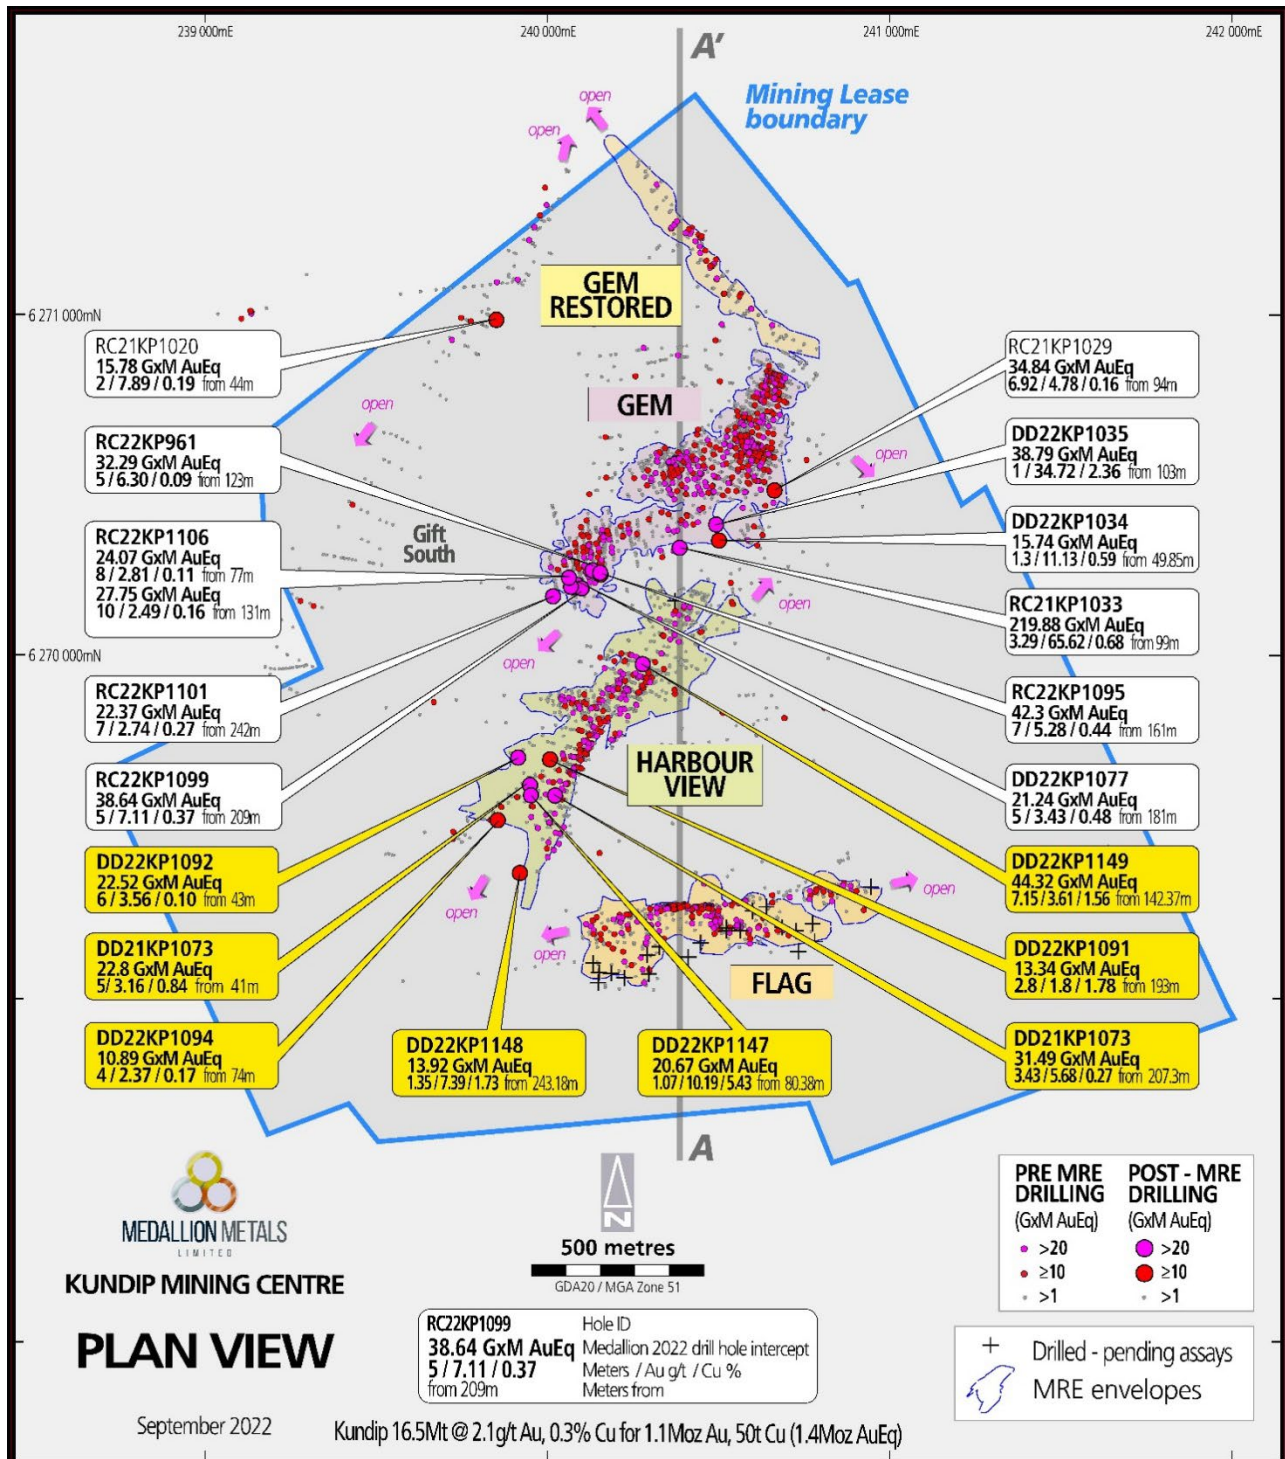 239 000mE
240 000mE
241 000mE
242 000mE
A'
open
open
Mining Lease
boundary
GEM
RESTORED
6 271 000mN
RC21KP1020
15.78 GxM AuEq
2 / 7.89 / 0.19 from 44m
RC21KP1029
34.84 GxM AuEq
6.92 / 4.78 / 0.16 from 94m
GEM
open
open
RC22KP961
32.29 GxM AuEq
5 / 6.30 / 0.09 from 123m
DD22KP1035
38.79 GxM AuEq
1 / 34.72 / 2.36 from 103m
Gift
South
RC22KP1106
24.07 GxM AuEq
8 / 2.81 / 0.11 from 77m
27.75 GxM AuEq
10 / 2.49 / 0.16 from 131m
DD22KP1034
15.74 GxM AuEq
1.3 / 11.13 / 0.59 from 49.85m
open
RC21KP1033
219.88 GxM AuEq
3.29 / 65.62 / 0.68 from 99m
open
6 270 000mN
RC22KP1101
22.37 GxM AuEq
7 / 2.74 / 0.27 from 242m
RC22KP1095
42.3 GxM AuEq
7 / 5.28 / 0.44 from 161m
HARBOUR
VIEW
RC22KP1099
38.64 GxM AuEq
5 / 7.11 / 0.37 from 209m
DD22KP1077
21.24 GxM AuEq
5 / 3.43 / 0.48 from 181m
DD22KP1092
22.52 GxM AuEq
6 / 3.56 / 0.10 from 43m
DD22KP1149
44.32 GxM AuEq
7.15 / 3.61 / 1.56 from 142.37m
open
open
open
DD21KP1073
22.8 GxM AuEq
5 / 3.16 / 0.84 from 41m
DD22KP1091
13.34 GxM AuEq
2.8 / 1.8 / 1.78 from 193m
FLAG
DD22KP1094
10.89 GxM AuEq
4 / 2.37 / 0.17 from 74m
DD22KP1148
13.92 GxM AuEq
1.35 / 7.39 / 1.73 from 243.18m
DD22KP1147
20.67 GxM AuEq
1.07 / 10.19 / 5.43 from 80.38m
DD21KP1073
31.49 GxM AuEq
3.43 / 5.68 / 0.27 from 207.3m
A
MEDALLION METALS
LIMITED
KUNDIP MINING CENTRE
PLAN VIEW
September 2022
N
500 metres
GDA20 / MGA Zone 51
RC22KP1099 Hole ID
38.64 GxM AuEq Medallion 2022 drill hole intercept
5 / 7.11 / 0.37 Meters / Au g/t / Cu %
from 209m Meters from
PRE MRE
DRILLING
(GxM AuEq)
>20
≥10
>1
POST - MRE
DRILLING
(GxM AuEq)
>20
≥10
>1
+ Drilled - pending assays
MRE envelopes
Kundip 16.5Mt @ 2.1g/t Au, 0.3% Cu for 1.1Moz Au, 50t Cu (1.4Moz AuEq)